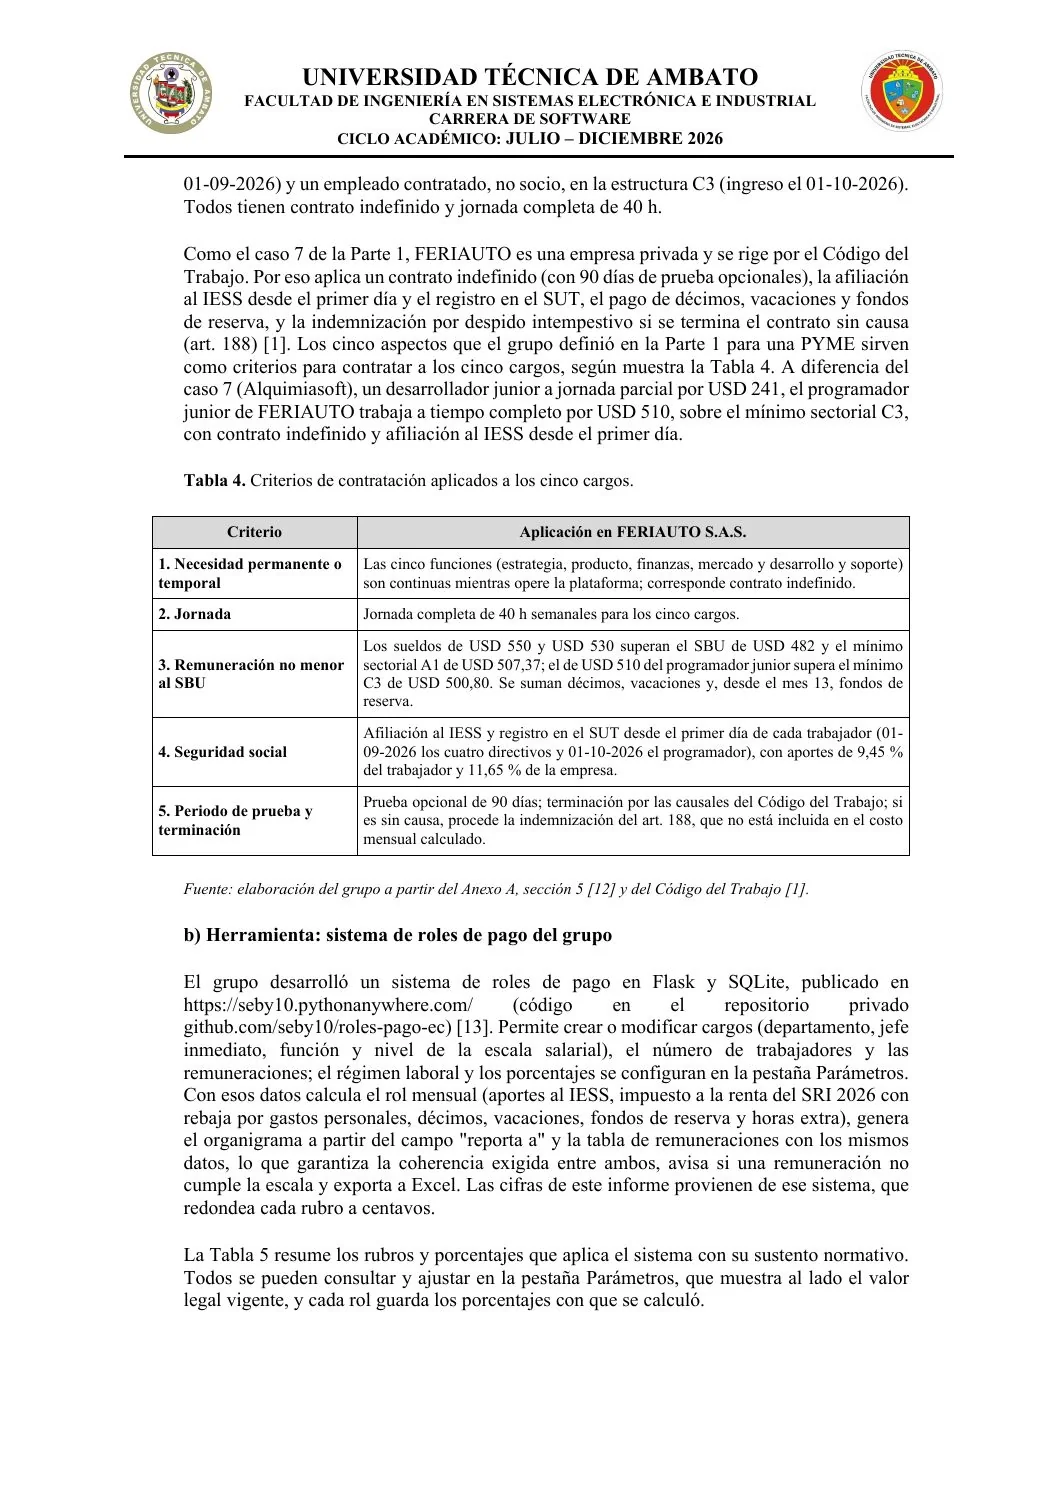 UNIVERSIDAD TÉCNICA DE AMBATO
FACULTAD DE INGENIERÍA EN SISTEMAS ELECTRÓNICA E INDUSTRIAL
CARRERA DE SOFTWARE
CICLO ACADÉMICO: JULIO – DICIEMBRE 2026
01-09-2026) y un empleado contratado, no socio, en la estructura C3 (ingreso el 01-10-2026).
Todos tienen contrato indefinido y jornada completa de 40 h.
Como el caso 7 de la Parte 1, FERIAUTO es una empresa privada y se rige por el Código del
Trabajo. Por eso aplica un contrato indefinido (con 90 días de prueba opcionales), la afiliación
al IESS desde el primer día y el registro en el SUT, el pago de décimos, vacaciones y fondos
de reserva, y la indemnización por despido intempestivo si se termina el contrato sin causa
(art. 188) [1]. Los cinco aspectos que el grupo definió en la Parte 1 para una PYME sirven
como criterios para contratar a los cinco cargos, según muestra la Tabla 4. A diferencia del
caso 7 (Alquimiasoft), un desarrollador junior a jornada parcial por USD 241, el programador
junior de FERIAUTO trabaja a tiempo completo por USD 510, sobre el mínimo sectorial C3,
con contrato indefinido y afiliación al IESS desde el primer día.
Tabla 4. Criterios de contratación aplicados a los cinco cargos.
Criterio
Aplicación en FERIAUTO S.A.S.
1. Necesidad permanente o
temporal
Las cinco funciones (estrategia, producto, finanzas, mercado y desarrollo y soporte)
son continuas mientras opere la plataforma; corresponde contrato indefinido.
2. Jornada
Jornada completa de 40 h semanales para los cinco cargos.
3. Remuneración no menor
al SBU
Los sueldos de USD 550 y USD 530 superan el SBU de USD 482 y el mínimo
sectorial A1 de USD 507,37; el de USD 510 del programador junior supera el mínimo
C3 de USD 500,80. Se suman décimos, vacaciones y, desde el mes 13, fondos de
reserva.
4. Seguridad social
Afiliación al IESS y registro en el SUT desde el primer día de cada trabajador (01-
09-2026 los cuatro directivos y 01-10-2026 el programador), con aportes de 9,45 %
del trabajador y 11,65 % de la empresa.
5. Periodo de prueba y
terminación
Prueba opcional de 90 días; terminación por las causales del Código del Trabajo; si
es sin causa, procede la indemnización del art. 188, que no está incluida en el costo
mensual calculado.
Fuente: elaboración del grupo a partir del Anexo A, sección 5 [12] y del Código del Trabajo [1].
b) Herramienta: sistema de roles de pago del grupo
El grupo desarrolló un sistema de roles de pago en Flask y SQLite, publicado en
https://seby10.pythonanywhere.com/ (código en el repositorio privado
github.com/seby10/roles-pago-ec) [13]. Permite crear o modificar cargos (departamento, jefe
inmediato, función y nivel de la escala salarial), el número de trabajadores y las
remuneraciones; el régimen laboral y los porcentajes se configuran en la pestaña Parámetros.
Con esos datos calcula el rol mensual (aportes al IESS, impuesto a la renta del SRI 2026 con
rebaja por gastos personales, décimos, vacaciones, fondos de reserva y horas extra), genera
el organigrama a partir del campo "reporta a" y la tabla de remuneraciones con los mismos
datos, lo que garantiza la coherencia exigida entre ambos, avisa si una remuneración no
cumple la escala y exporta a Excel. Las cifras de este informe provienen de ese sistema, que
redondea cada rubro a centavos.
La Tabla 5 resume los rubros y porcentajes que aplica el sistema con su sustento normativo.
Todos se pueden consultar y ajustar en la pestaña Parámetros, que muestra al lado el valor
legal vigente, y cada rol guarda los porcentajes con que se calculó.